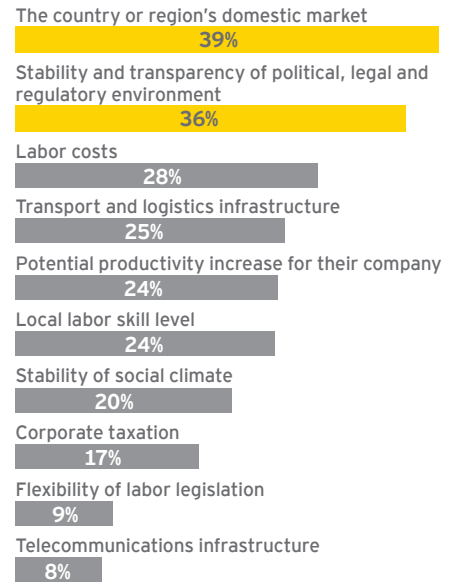 The country or region's domestic market
39%
Stability and transparency of political, legal and
regulatory environment
36%
Labor costs
28%
Transport and logistics infrastructure
25%
Potential productivity increase for their company
24%
Local labor skill level
24%
Stability of social climate
20%
Corporate taxation
17%
Flexibility of labor legislation
9%
Telecommunications infrastructure
8%